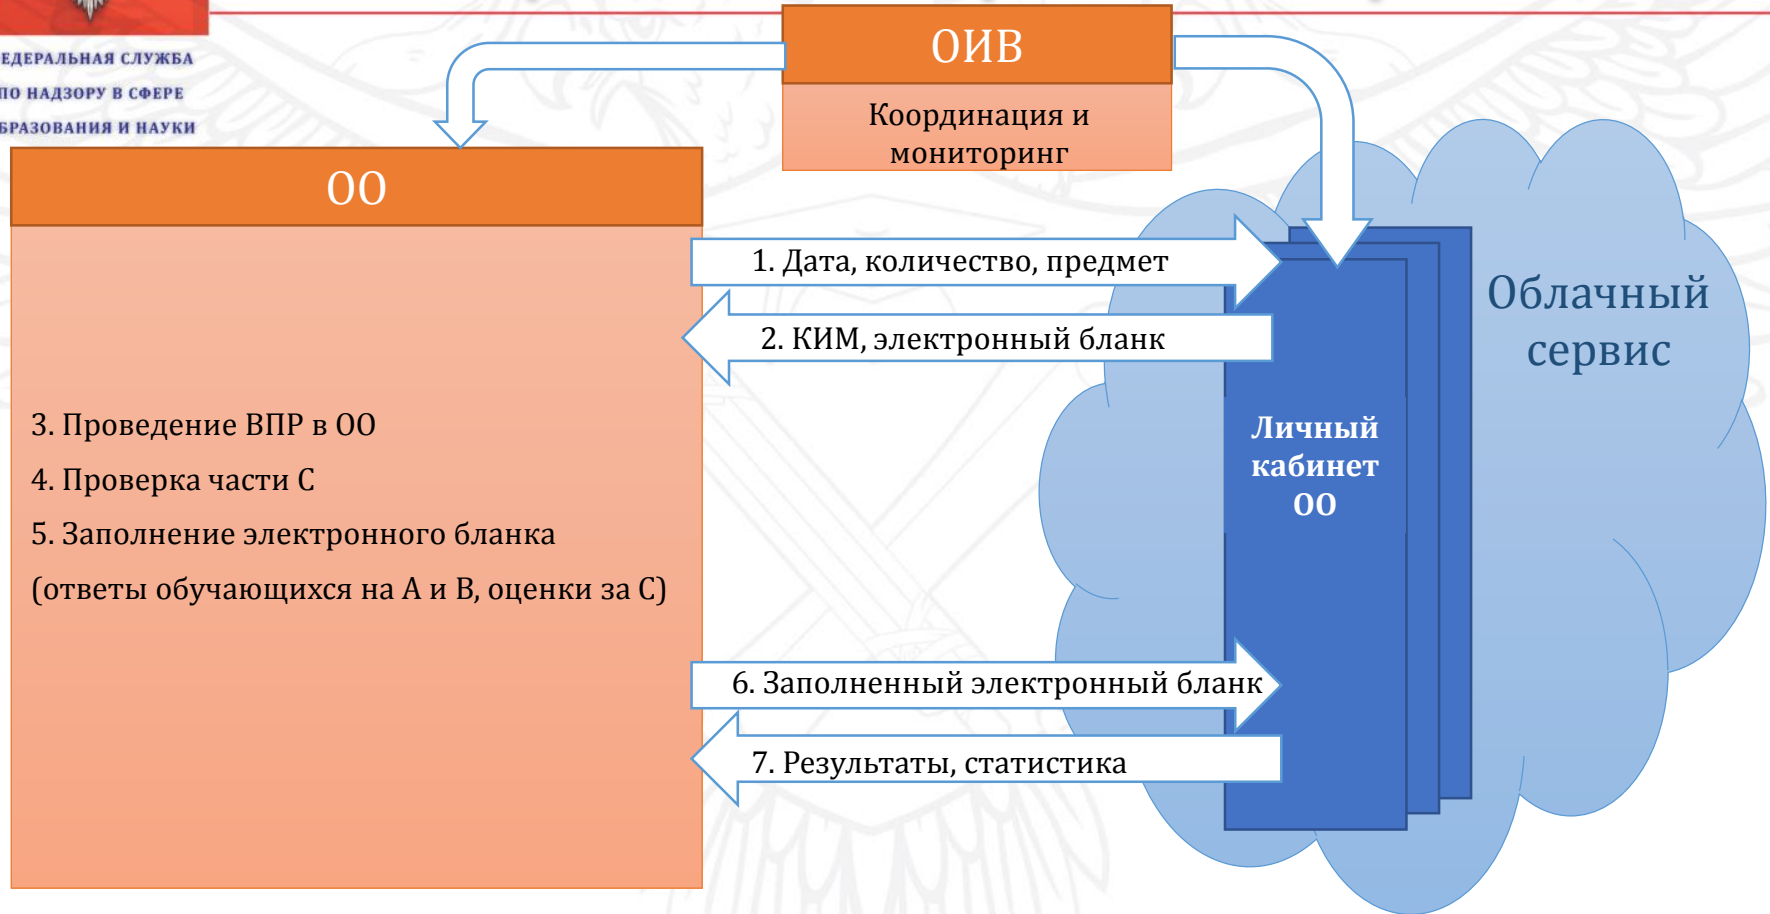 ЕДЕРАЛЬНАЯ СЛУЖБА
ПО НАДЗОРУ В СФЕРЕ
БРАЗОВАНИЯ И НАУКИ
ОИВ
Координация и
мониторинг
ОО
1. Дата, количество, предмет
2. КИМ, электронный бланк
Облачный
сервис
3. Проведение ВПР в ОО
4. Проверка части С
5. Заполнение электронного бланка
(ответы обучающихся на А и В, оценки за С)
Личный
кабинет
ОО
6. Заполненный электронный бланк
7. Результаты, статистика